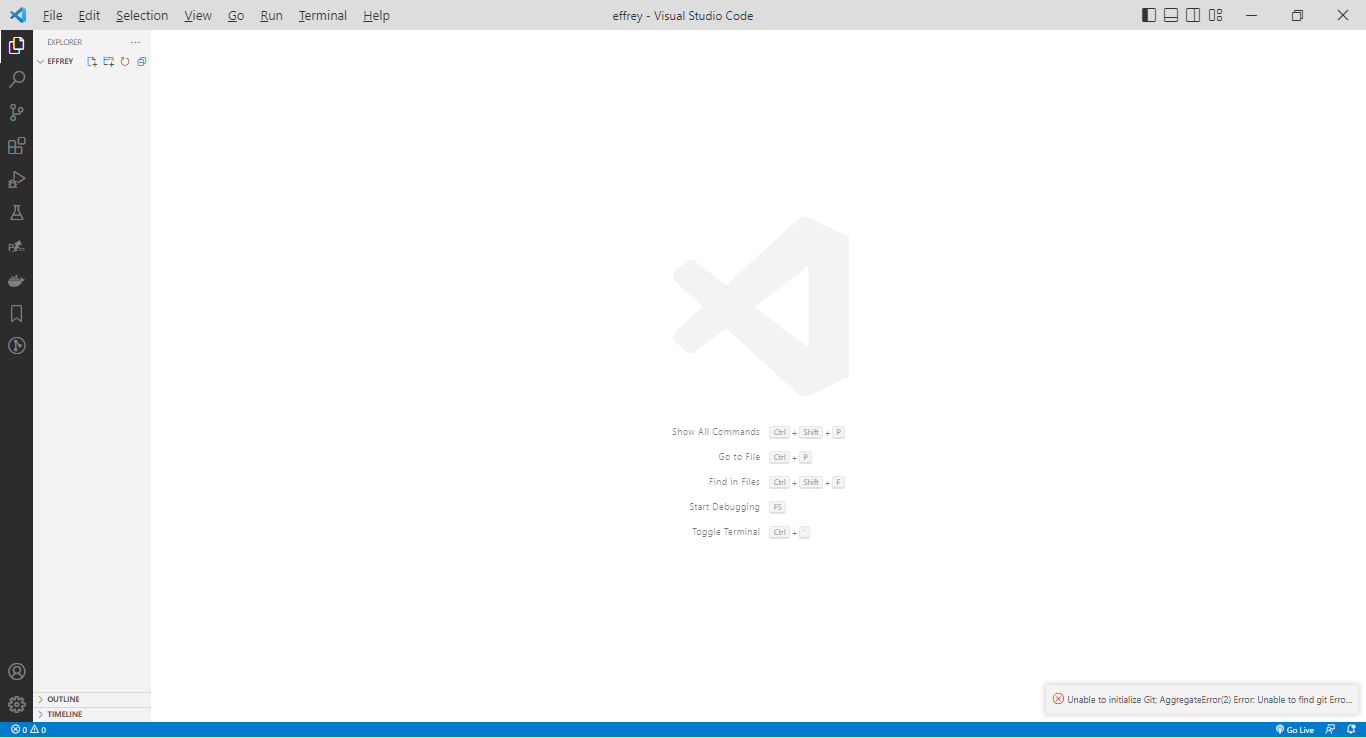 File Edit Selection View Go Run Terminal Help
effrey - Visual Studio Code
EXPLORER
EFFREY
Show All Commands Ctrl + Shift + P
Go to File Ctrl + P
Find in Files Ctrl + Shift + F
Start Debugging F5
Toggle Terminal Ctrl + `
OUTLINE
TIMELINE
Unable to initialize Git; AggregateError(2) Error: Unable to find git Erro...
0 0
Go Live